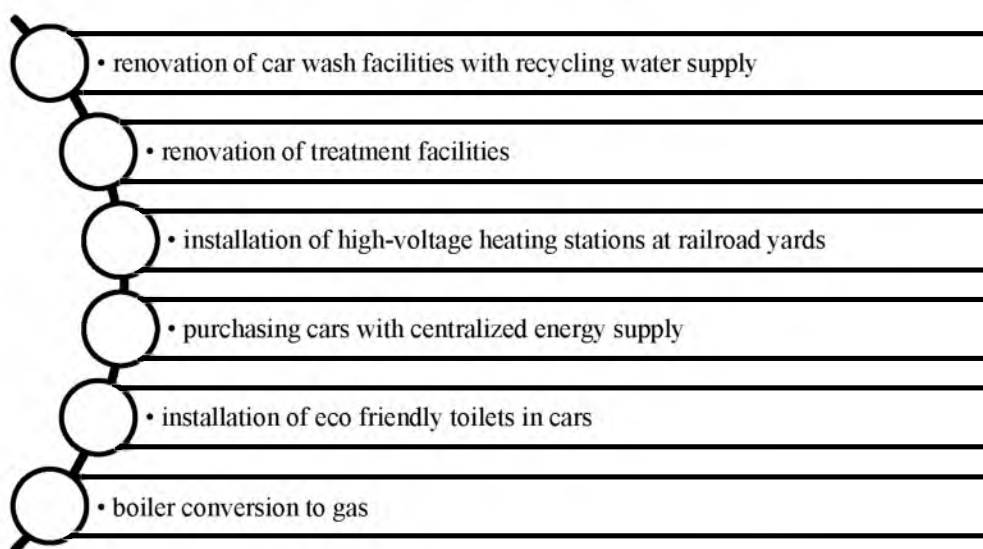 • renovation of car wash facilities with recycling water supply
• renovation of treatment facilities
• installation of high-voltage heating stations at railroad yards
• purchasing cars with centralized energy supply
• installation of eco friendly toilets in cars
• boiler conversion to gas